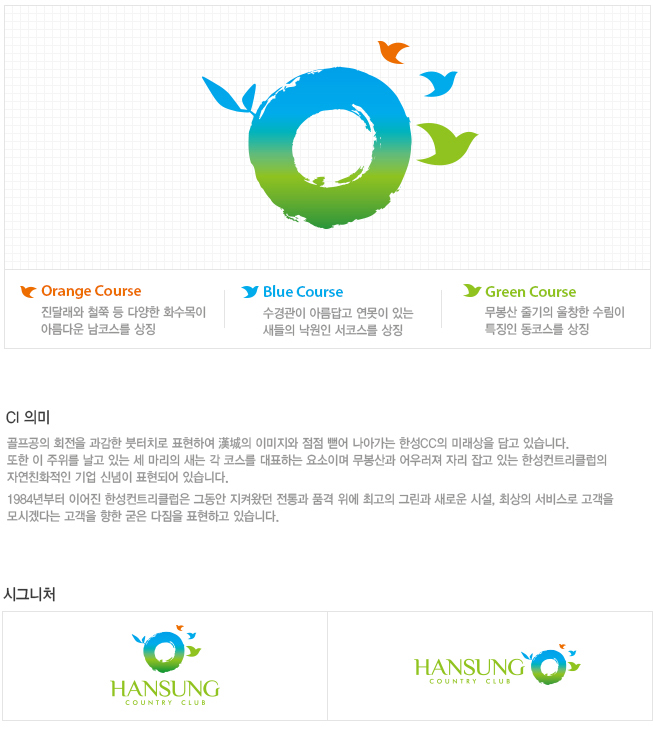 Orange Course
진달래와 철쭉 등 다양한 화수목이
아름다운 남코스를 상징
Blue Course
수경관이 아름답고 연못이 있는
새들의 낙원인 서코스를 상징
Green Course
무봉산 줄기의 울창한 수림이
특징인 동코스를 상징
CI 의미
골프공의 회전을 과감한 붓터치로 표현하여 漢城의 이미지와 점점 뻗어 나아가는 한성CC의 미래상을 담고 있습니다.
또한 이 주위를 날고 있는 세 마리의 새는 각 코스를 대표하는 요소이며 무봉산과 어우러져 자리 잡고 있는 한성컨트리클럽의
자연친화적인 기업 신념이 표현되어 있습니다.
1984년부터 이어진 한성컨트리클럽은 그동안 지켜왔던 전통과 품격 위에 최고의 그린과 새로운 시설, 최상의 서비스로 고객을
모시겠다는 고객을 향한 굳은 다짐을 표현하고 있습니다.
시그니처
HANSUNG
COUNTRY CLUB
HANSUNG
COUNTRY CLUB